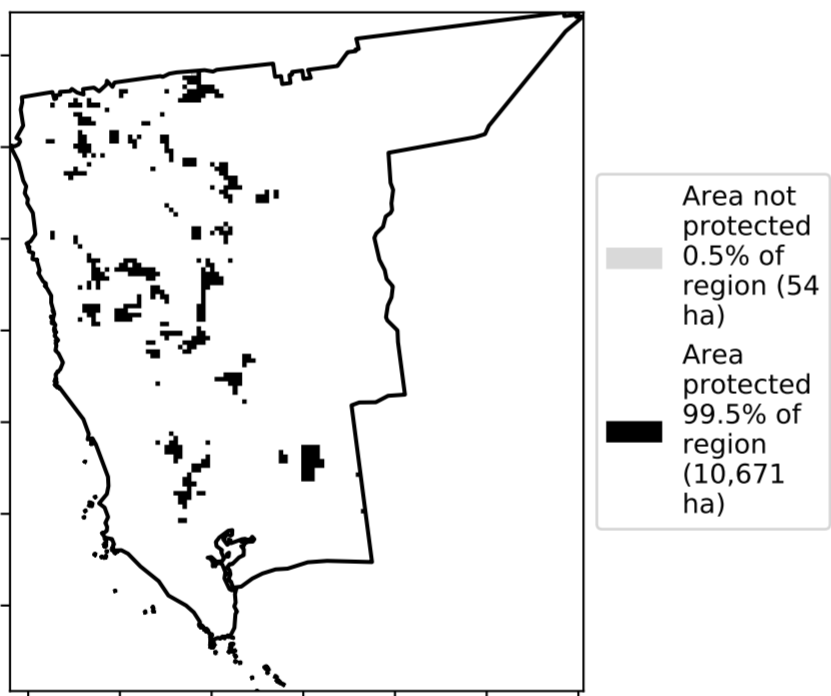 Area not
protected
0.5% of
region (54
ha)
Area
protected
99.5% of
region
(10,671
ha)